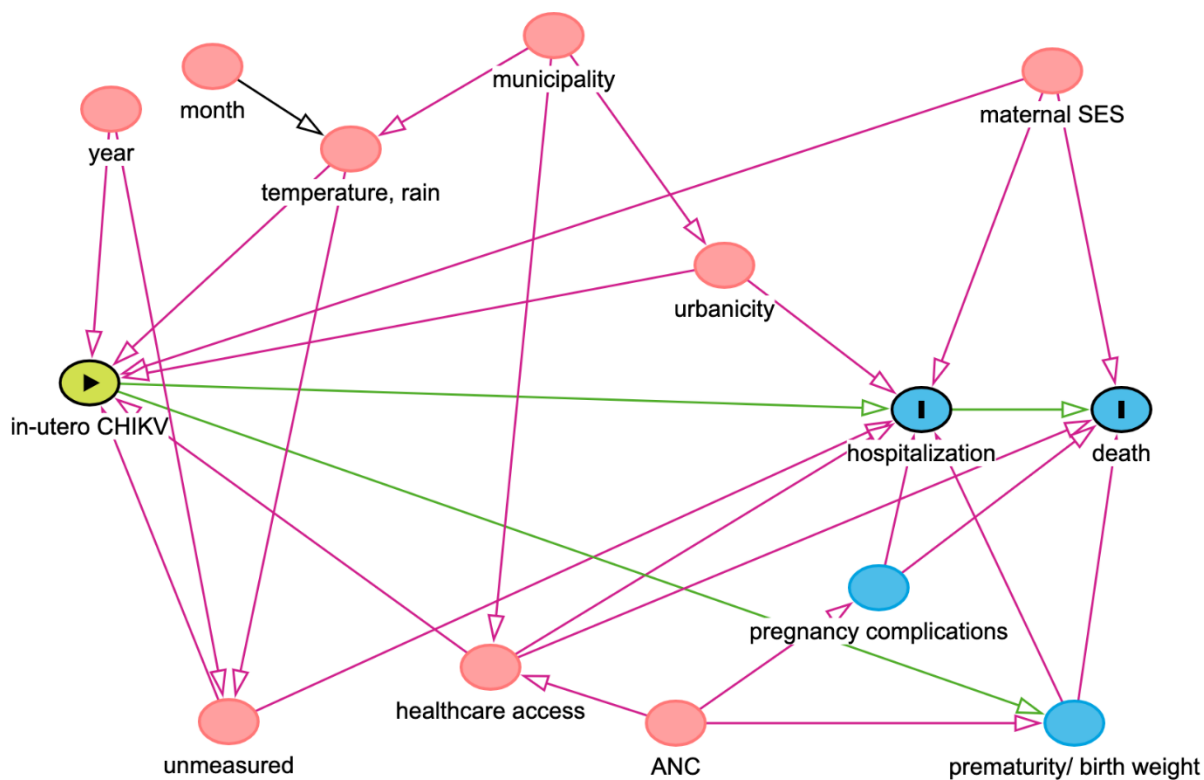 month
municipality
maternal SES
year
temperature, rain
urbanicity
in-utero CHIKV
hospitalization
death
pregnancy complications
healthcare access
unmeasured
ANC
prematurity/ birth weight